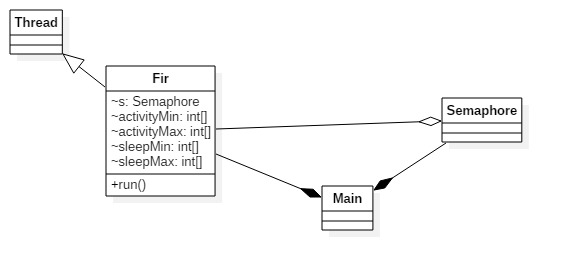 Thread
Fir
~s: Semaphore
~activityMin: int[]
~activityMax: int[]
~sleepMin: int[]
~sleepMax: int[]
+run()
Semaphore
Main